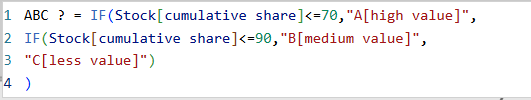 1 ABC ? = IF(Stock[cumulative share]<=70,"A[high value]",
2 IF(Stock[cumulative share]<=90,"B[medium value]",
3 "C[less value]")
4 )